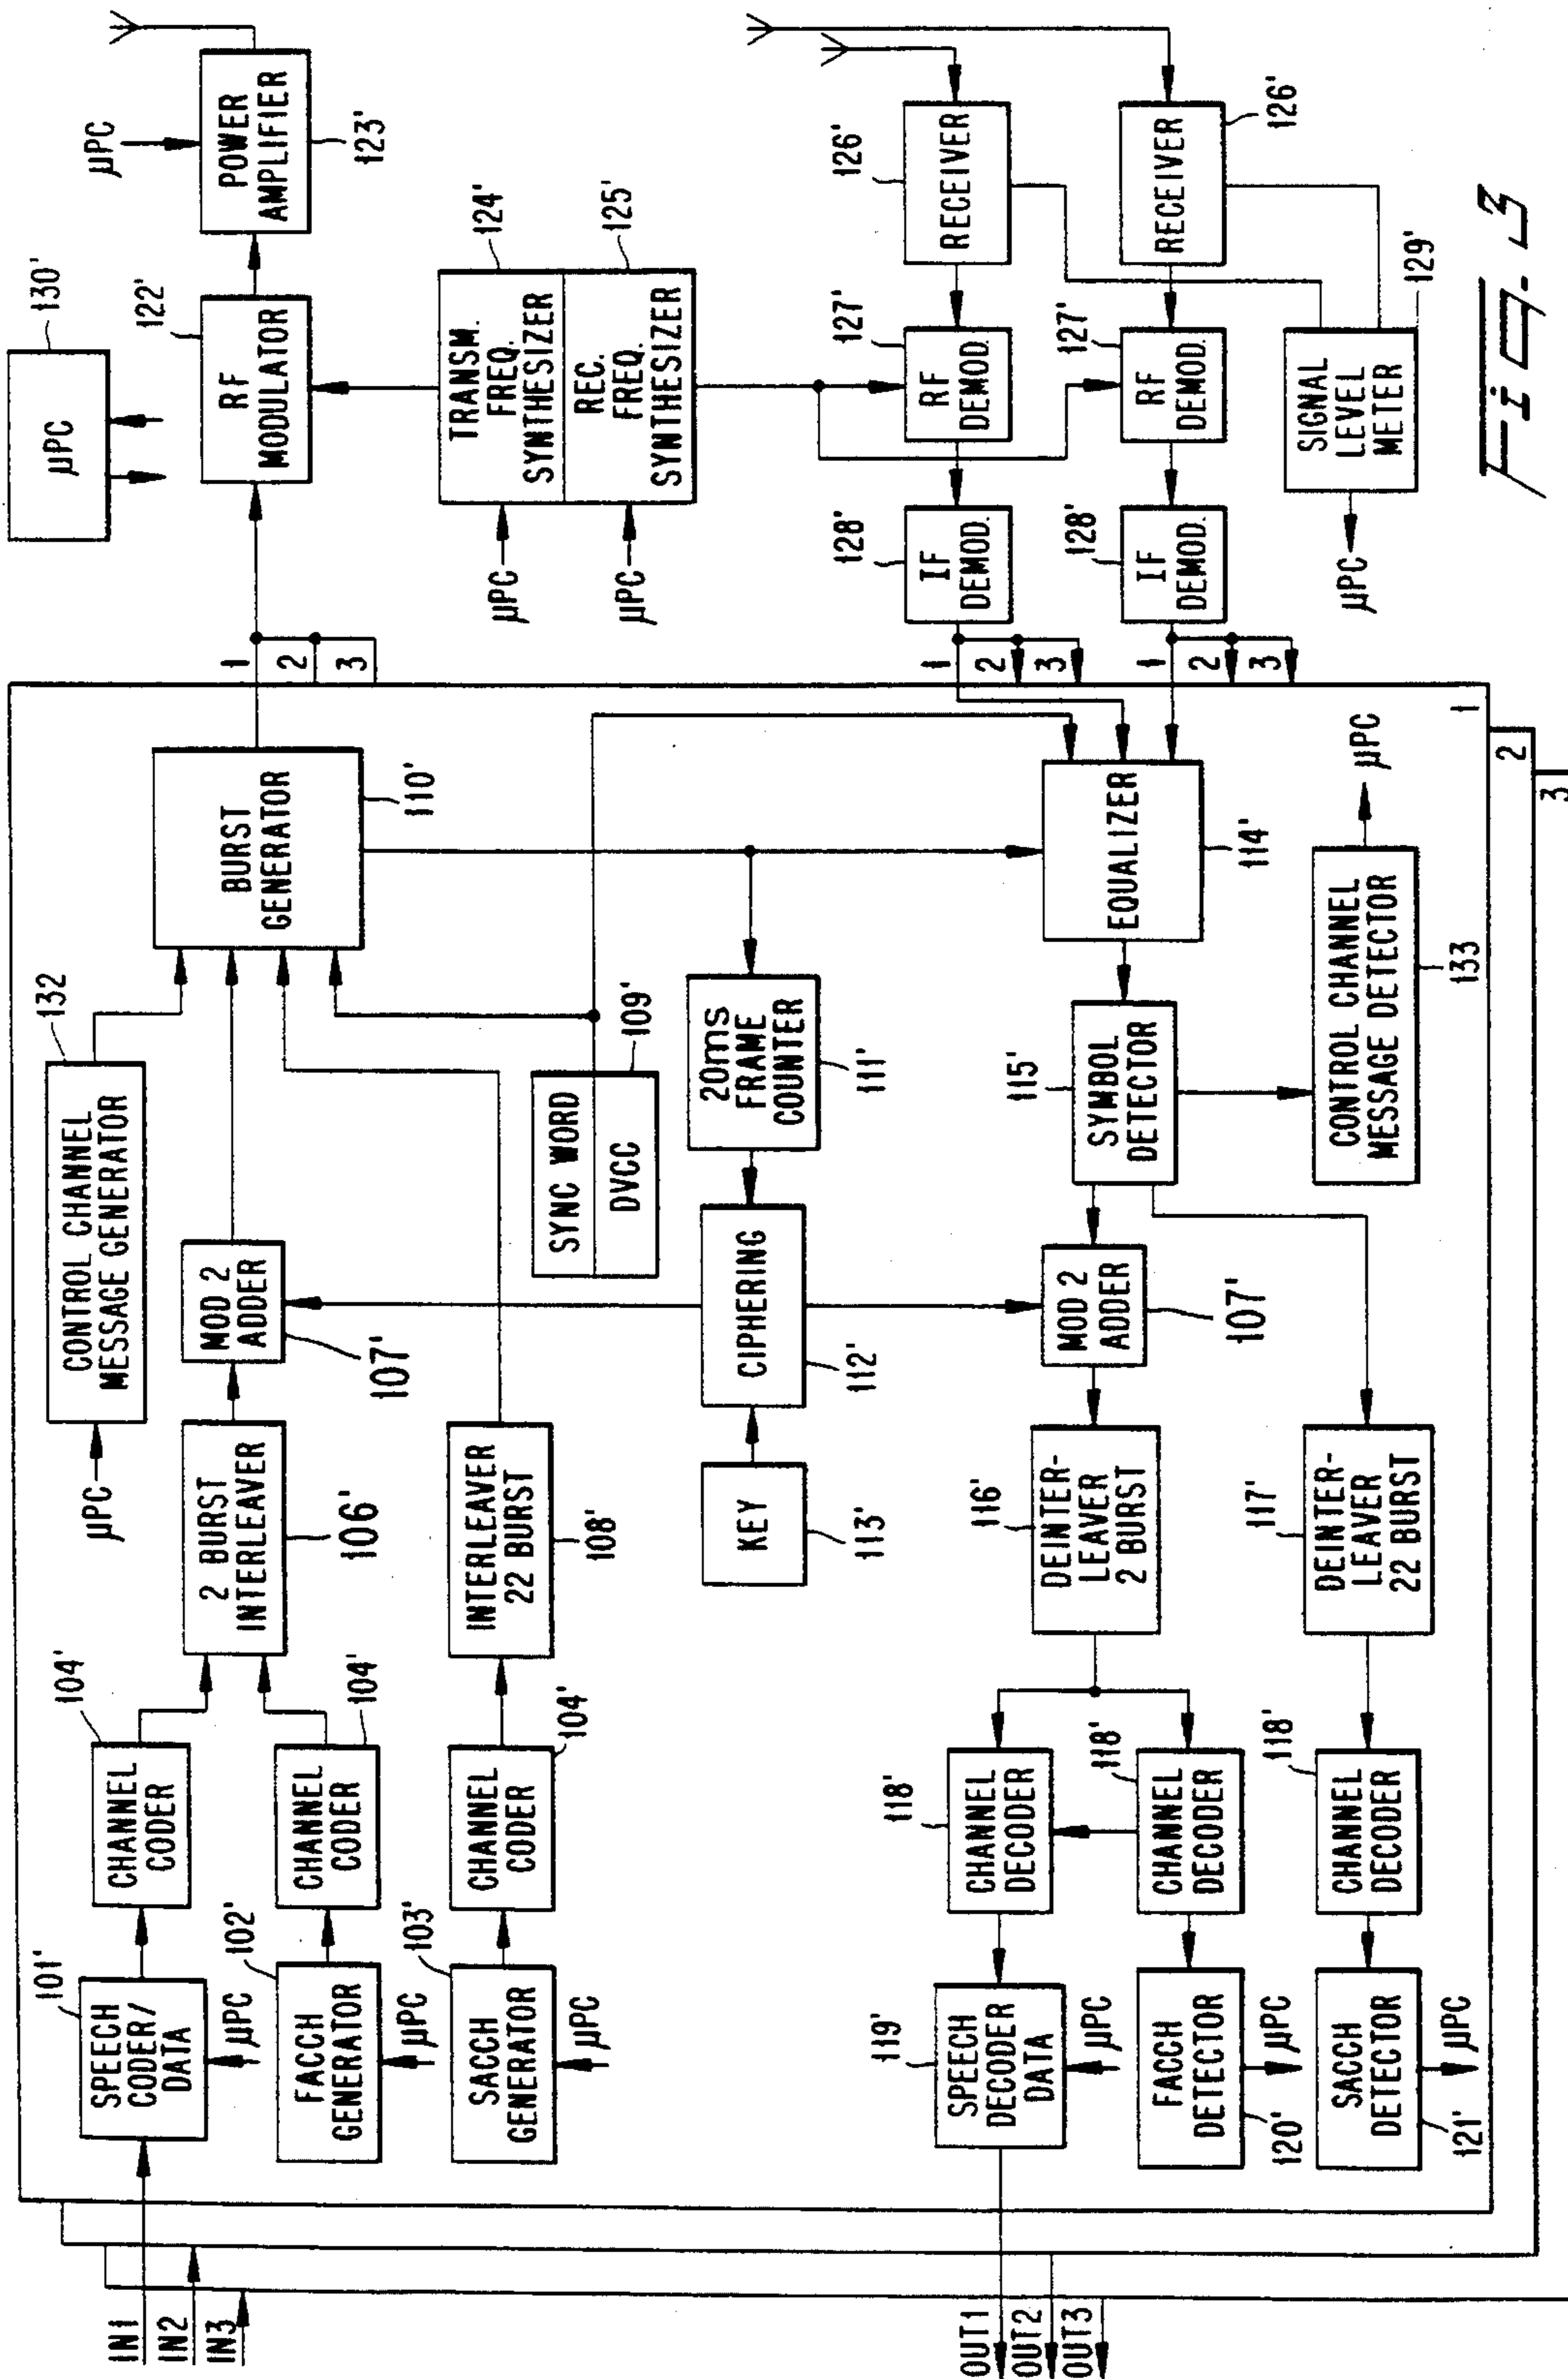 IN1
IN2
IN3
101'
SPEECH
CODER/
DATA
µPC
104'
CHANNEL
CODER
102'
FACCH
GENERATOR
µPC
CHANNEL
CODER
104'
103'
SACCH
GENERATOR
µPC
CHANNEL
CODER
104'
µPC
2 BURST
INTERLEAVER
106'
INTERLEAVER
22 BURST
108'
132
CONTROL CHANNEL
MESSAGE GENERATOR
MOD 2
ADDER
107'
BURST
GENERATOR
110'
SYNC WORD
DVCC
109'
20ms
FRAME
COUNTER
111'
CIPHERING
112'
KEY
113'
1
2
3
130'
µPC
122'
RF
MODULATOR
µPC
POWER
AMPLIFIER
123'
124'
TRANSM.
FREQ.
SYNTHESIZER
125'
REC.
FREQ.
SYNTHESIZER
µPC
µPC
126'
RECEIVER
126'
RECEIVER
127'
RF
DEMOD.
127'
RF
DEMOD.
128'
IF
DEMOD.
128'
IF
DEMOD.
129'
SIGNAL
LEVEL
METER
µPC
1
2
3
1
2
3
EQUALIZER
114'
115'
SYMBOL
DETECTOR
CONTROL CHANNEL
MESSAGE DETECTOR
133
µPC
MOD 2
ADDER
107'
116'
DEINTER-
LEAVER
2 BURST
117'
DEINTER-
LEAVER
22 BURST
118'
CHANNEL
DECODER
118'
CHANNEL
DECODER
118'
CHANNEL
DECODER
119'
SPEECH
DECODER
DATA
µPC
FACCH
DETECTOR
120'
µPC
SACCH
DETECTOR
121'
µPC
OUT1
OUT2
OUT3
1
2
3
Fig. 3